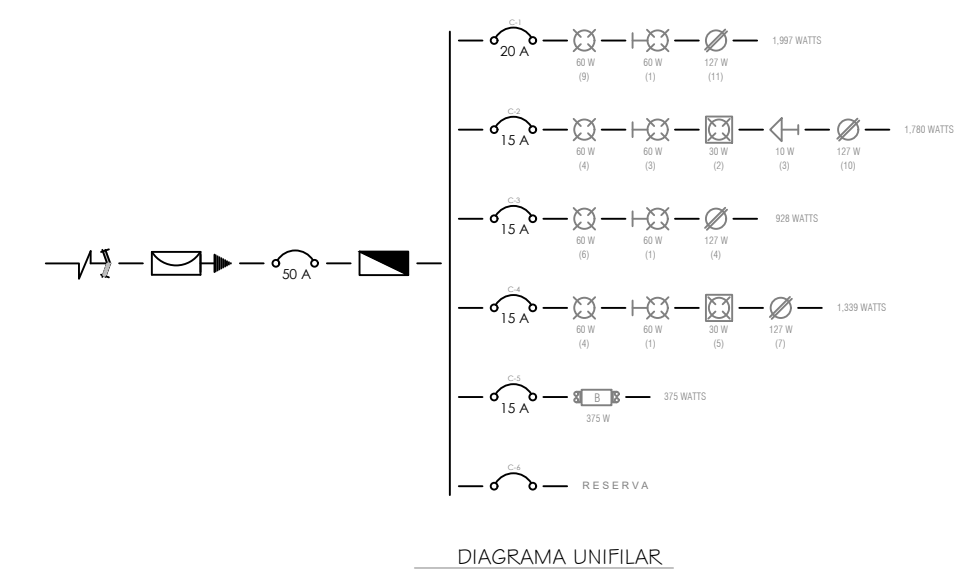 C-1
20 A
60 W
(9)
60 W
(1)
127 W
(11)
1,997 WATTS
C-2
15 A
60 W
(4)
60 W
(3)
30 W
(2)
10 W
(3)
127 W
(10)
1,780 WATTS
C-3
15 A
60 W
(6)
60 W
(1)
127 W
(4)
928 WATTS
50 A
C-4
15 A
60 W
(4)
60 W
(1)
30 W
(5)
127 W
(7)
1,339 WATTS
C-5
15 A
B
375 W
375 WATTS
C-6
RESERVA
DIAGRAMA UNIFILAR